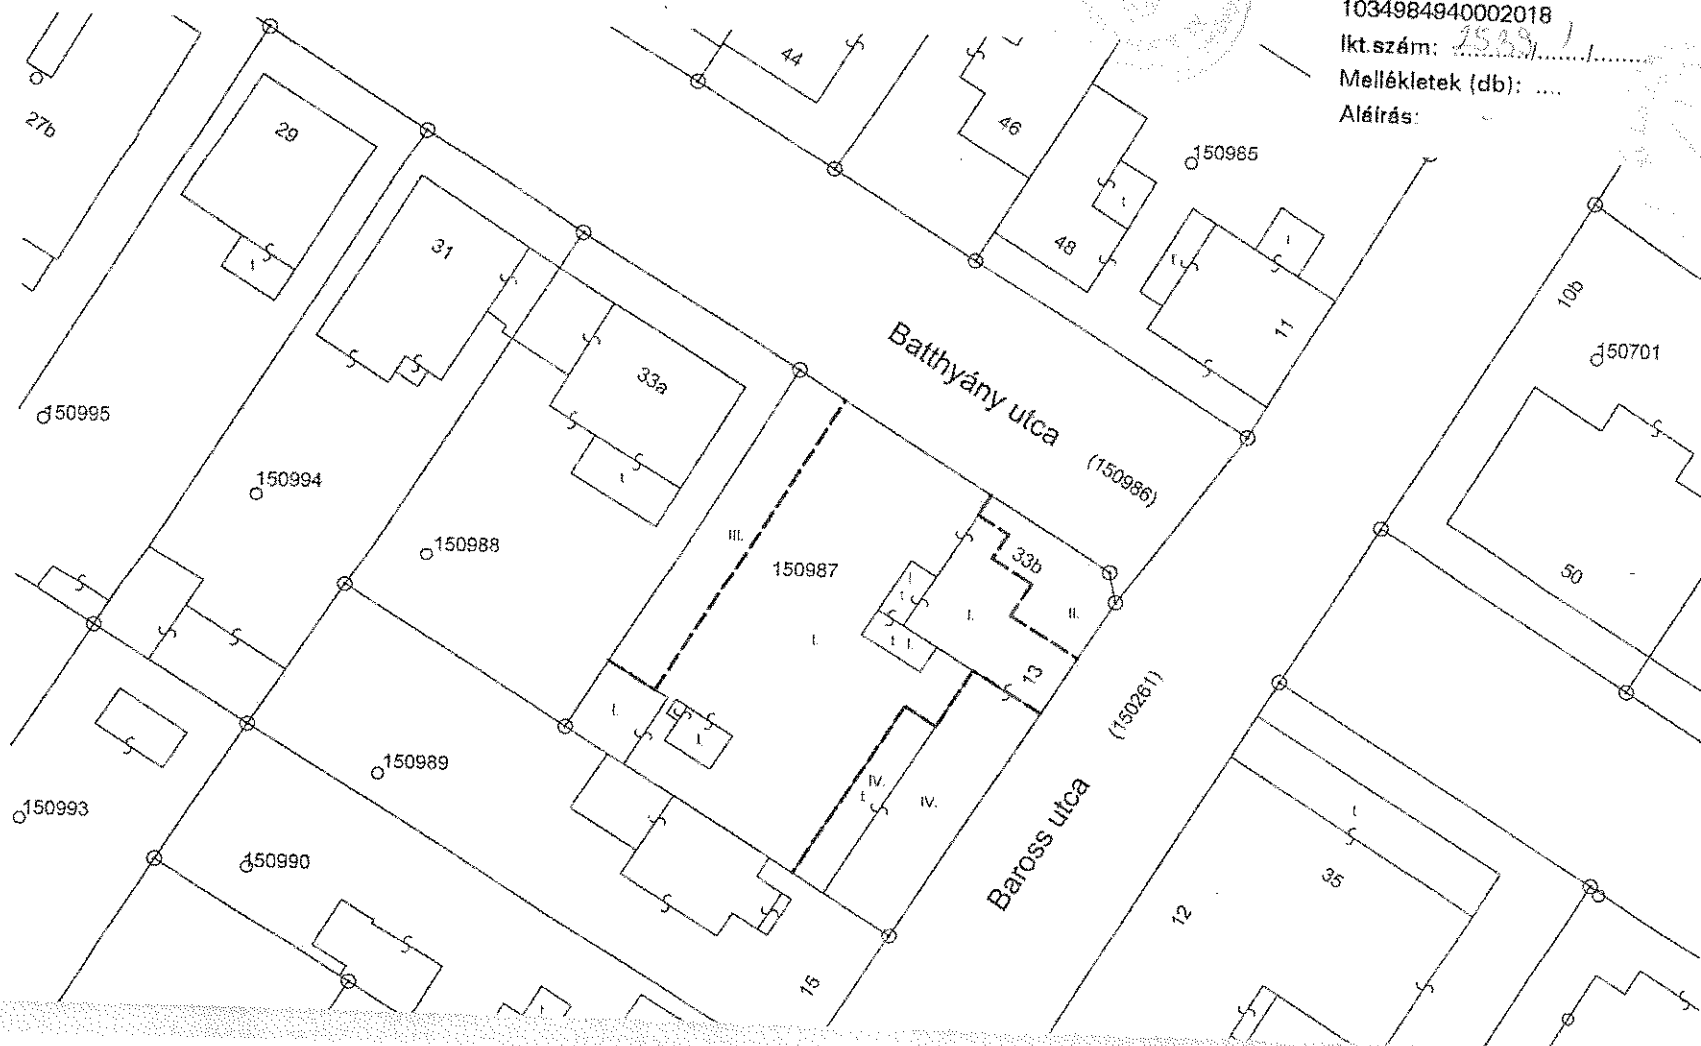 1034984940002018
Ikt.szám:
Mellékletek (db): ....
Aláírás:
44
46
150985
27b
29
31
48
t
t
t
t
11
10b
150701
33a
Batthyány utca
(150986)
150995
150994
t
150988
III.
150987
33b
I.
II.
I.
t
t I.
13
(150261)
50
I.
t
150989
150993
150990
IV.
t
IV.
Baross utca
t
35
12
15
t